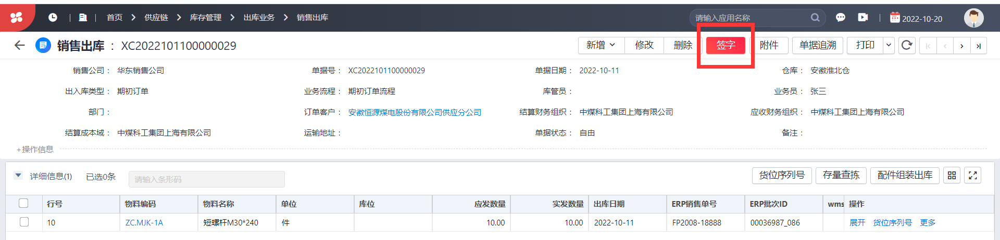 首页 > 供应链 > 库存管理 > 出库业务 > 销售出库 请输入应用名称 2022-10-20
销售出库 : XC2022101100000029 新增 修改 删除 签字 附件 单据追溯 打印
销售公司： 华东销售公司 单据号： XC2022101100000029 单据日期： 2022-10-11 仓库： 安徽淮北仓
出入库类型： 期初订单 业务流程： 期初订单流程 库管员： 业务员： 张三
部门： 订单客户： 安徽恒源煤电股份有限公司供应分公司 结算财务组织： 中煤科工集团上海有限公司 应收财务组织： 中煤科工集团上海有限公司
结算成本域： 中煤科工集团上海有限公司 运输地址： 单据状态： 自由 备注：
+操作信息
详细信息(1) 已选0条 请输入条形码 货位序列号 存量查拣 配件组装出库
行号 物料编码 物料名称 单位 库位 应发数量 实发数量 出库日期 ERP销售单号 ERP批次ID wms 操作
10 ZC.MJK-1A 短螺杆M30*240 件 10.00 10.00 2022-10-11 FP2008-18888 00036987_086 展开 货位序列号 更多